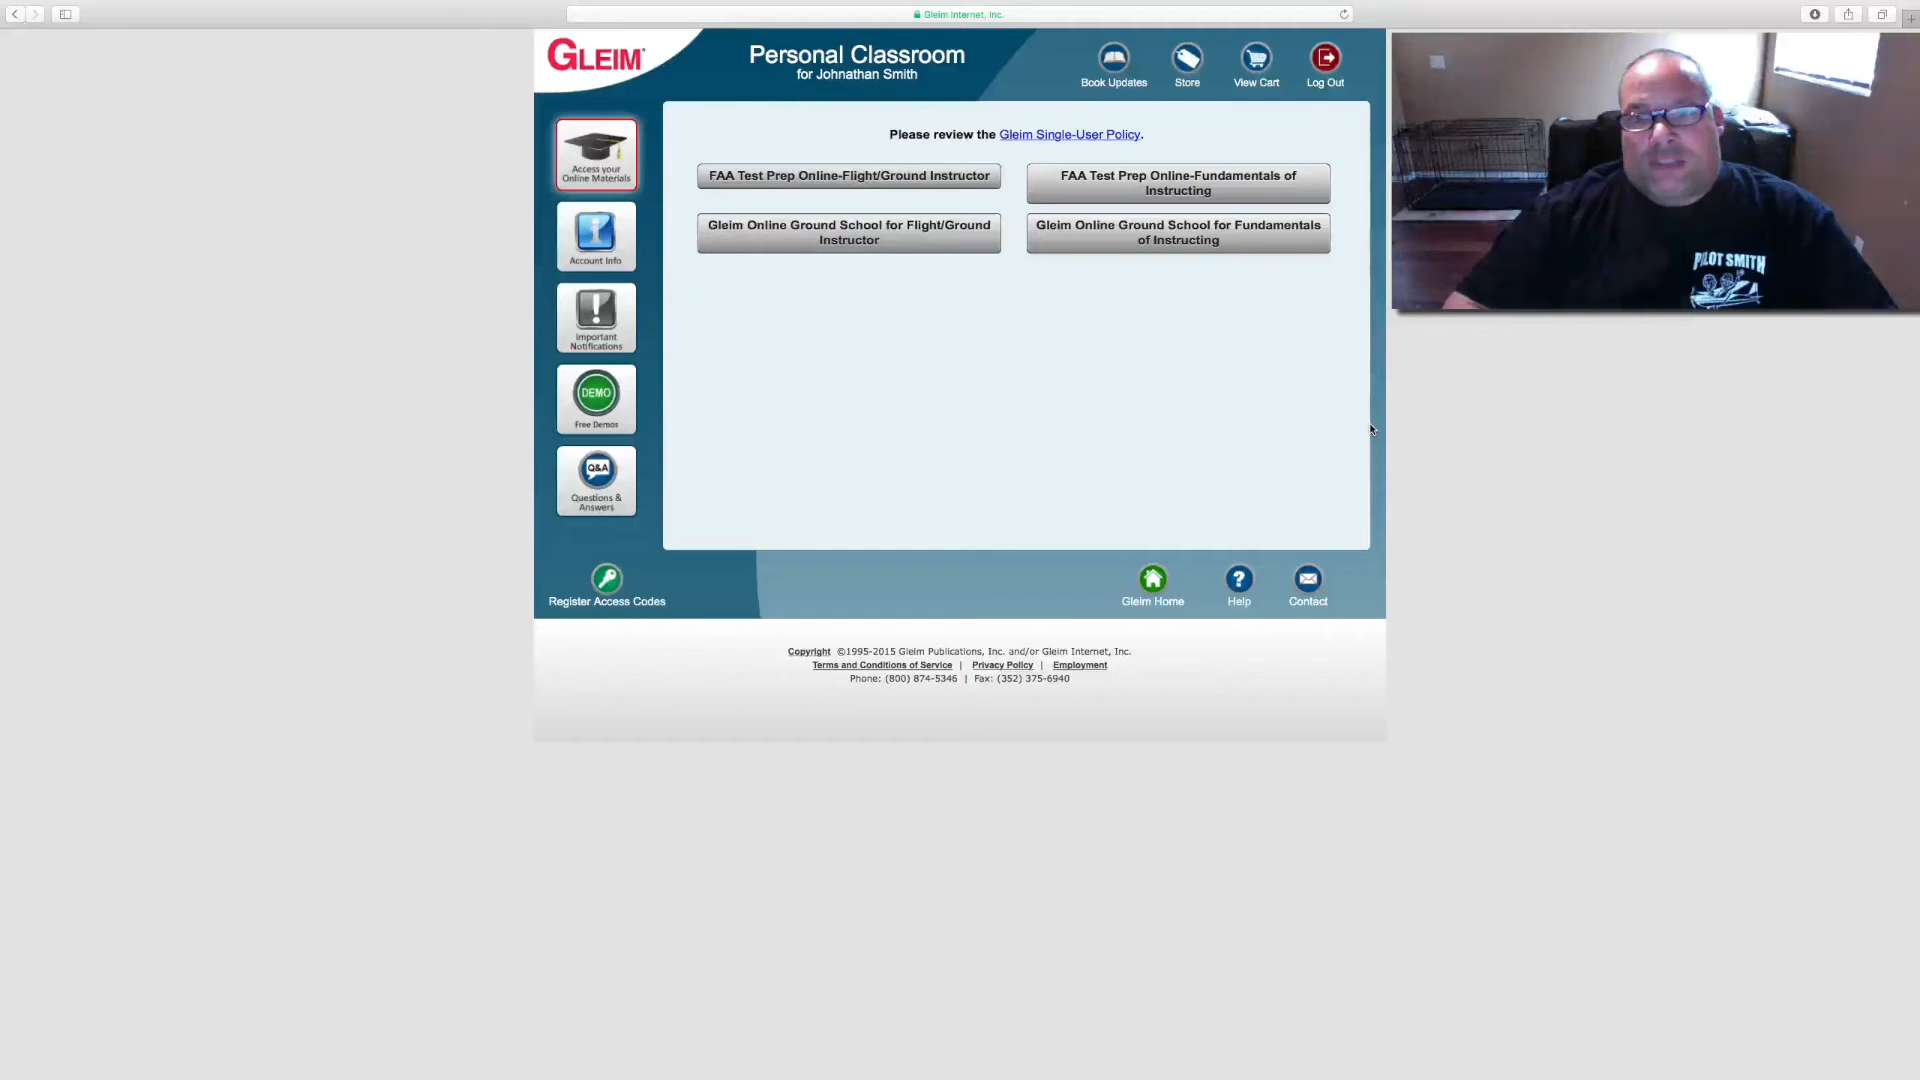 Gleim Internet, Inc.
GLEIM
Personal Classroom
for Johnathan Smith
Book Updates
Store
View Cart
Log Out
Access your
Online Materials
Account Info
Important
Notifications
DEMO
Free Demos
Q&A
Questions &
Answers
Please review the Gleim Single-User Policy.
FAA Test Prep Online-Flight/Ground Instructor
FAA Test Prep Online-Fundamentals of
Instructing
Gleim Online Ground School for Flight/Ground
Instructor
Gleim Online Ground School for Fundamentals
of Instructing
PILOT SMITH
Register Access Codes
Gleim Home
Help
Contact
Copyright ©1995-2015 Gleim Publications, Inc. and/or Gleim Internet, Inc.
Terms and Conditions of Service | Privacy Policy | Employment
Phone: (800) 874-5346 | Fax: (352) 375-6940